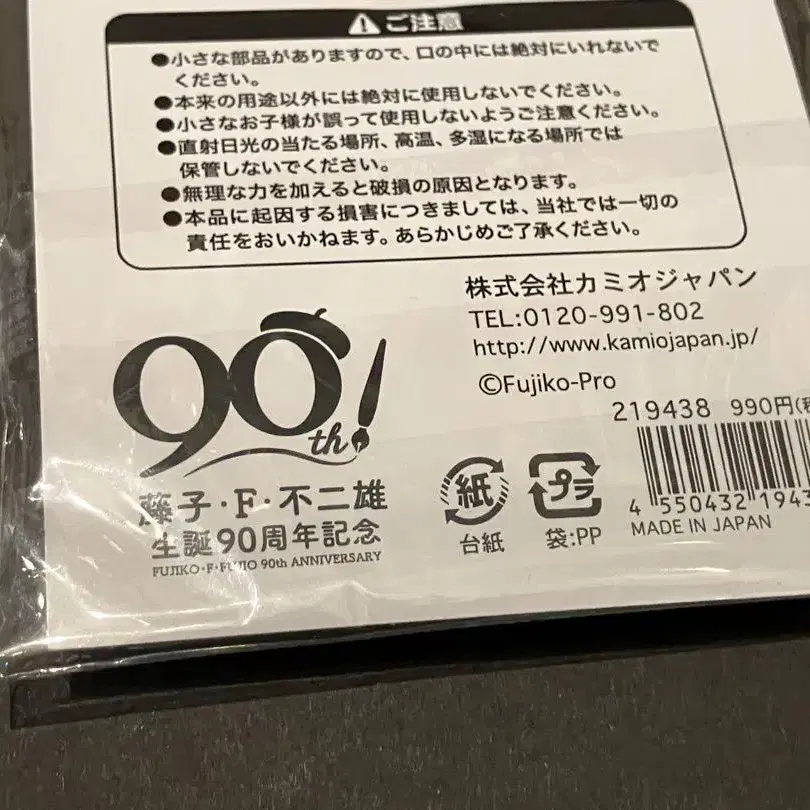 ご注意
●小さな部品がありますので、口の中には絶対にいれないで
ください。
●本来の用途以外には絶対に使用しないでください。
●小さなお子様が誤って使用しないようご注意ください。
●直射日光の当たる場所、高温、多湿になる場所では
保管しないでください。
●無理な力を加えると破損の原因となります。
●本品に起因する損害につきましては、当社では一切の
責任をおいかねます。あらかじめご了承ください。
株式会社カミオジャパン
TEL:0120-991-802
http://www.kamiojapan.jp/
©Fujiko-Pro
219438 990円(税
90th!
藤子・F・不二雄
生誕90周年記念
FUJIKO・F・FUJIO 90th ANNIVERSARY
紙
台紙
プラ
袋:PP
4 550432 2194
MADE IN JAPAN